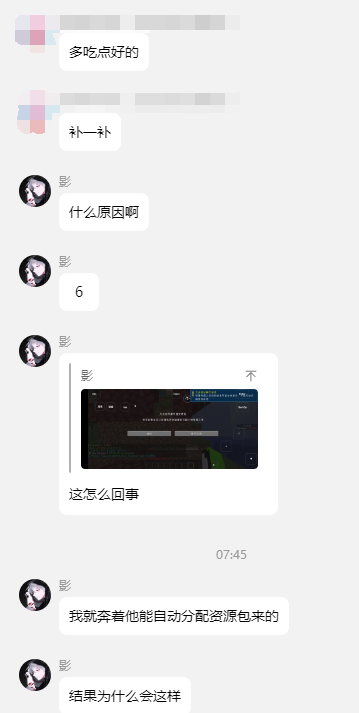 多吃点好的
补一补
影
什么原因啊
影
6
影
影
这怎么回事
07:45
影
我就奔着他能自动分配资源包来的
影
结果为什么会这样